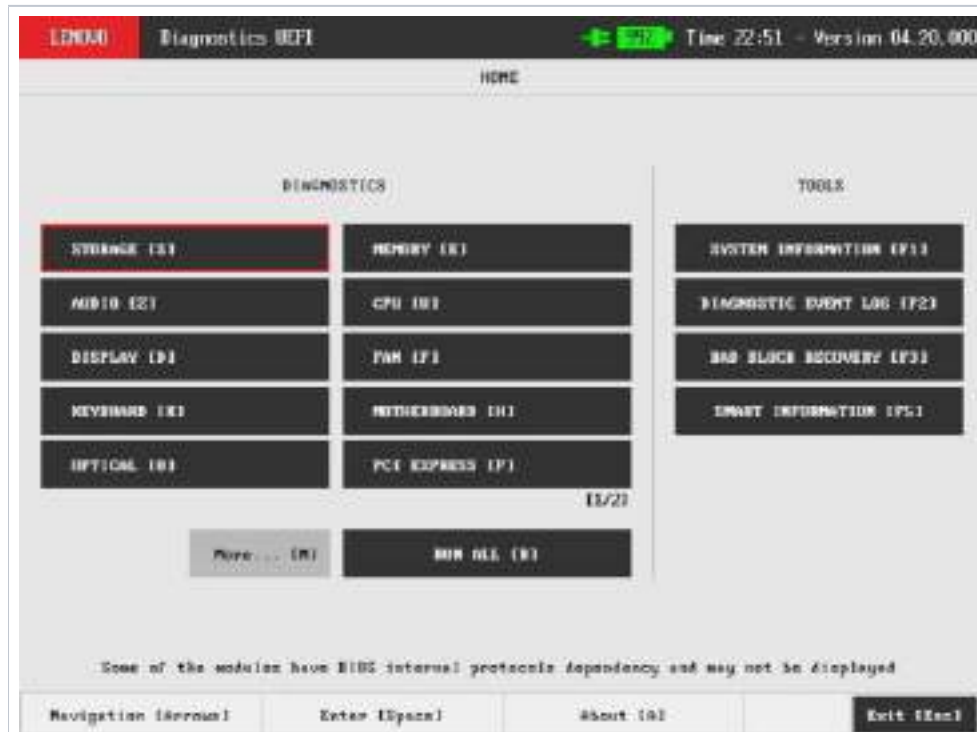 Lenovo Diagnostics UEFI 99% Time 22:51 - Version 04.20.000
HOME
DIAGNOSTICS TOOLS
STORAGE [S] MEMORY [E] SYSTEM INFORMATION [F1]
AUDIO [Z] CPU [U] DIAGNOSTIC EVENT LOG [F2]
DISPLAY [D] FAN [F] BAD BLOCK RECOVERY [F3]
KEYBOARD [K] MOTHERBOARD [H] SMART INFORMATION [F5]
OPTICAL [O] PCI EXPRESS [P]
[1/2]
More... [M] RUN ALL [R]
Some of the modules have BIOS internal protocols dependency and may not be displayed
Navigation [Arrows] Enter [Space] About [A] Exit [Esc]